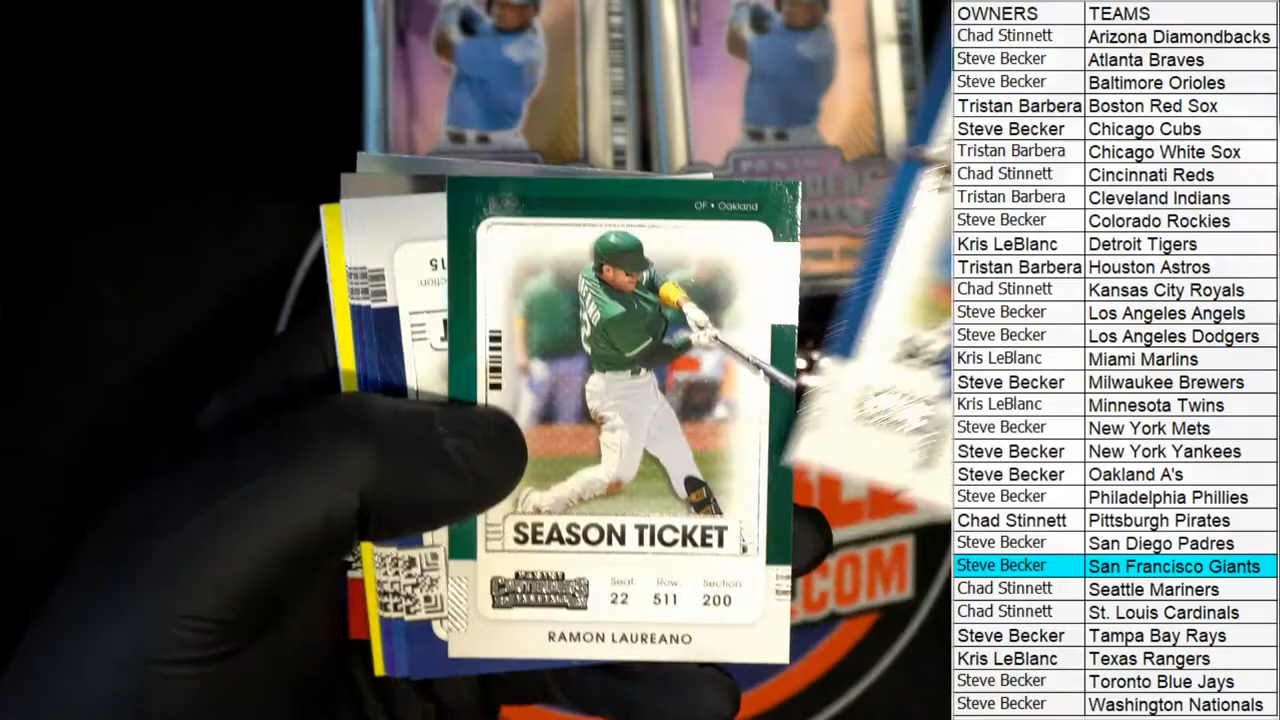 OF • Oakland
SEASON TICKET
PANINI
Seat: Row: Section:
22 511 200
RAMON LAUREANO
15
OWNERS TEAMS
Chad Stinnett Arizona Diamondbacks
Steve Becker Atlanta Braves
Steve Becker Baltimore Orioles
Tristan Barbera Boston Red Sox
Steve Becker Chicago Cubs
Tristan Barbera Chicago White Sox
Chad Stinnett Cincinnati Reds
Tristan Barbera Cleveland Indians
Steve Becker Colorado Rockies
Kris LeBlanc Detroit Tigers
Tristan Barbera Houston Astros
Chad Stinnett Kansas City Royals
Steve Becker Los Angeles Angels
Steve Becker Los Angeles Dodgers
Kris LeBlanc Miami Marlins
Steve Becker Milwaukee Brewers
Kris LeBlanc Minnesota Twins
Steve Becker New York Mets
Steve Becker New York Yankees
Steve Becker Oakland A's
Steve Becker Philadelphia Phillies
Chad Stinnett Pittsburgh Pirates
Steve Becker San Diego Padres
Steve Becker San Francisco Giants
Chad Stinnett Seattle Mariners
Chad Stinnett St. Louis Cardinals
Steve Becker Tampa Bay Rays
Kris LeBlanc Texas Rangers
Steve Becker Toronto Blue Jays
Steve Becker Washington Nationals